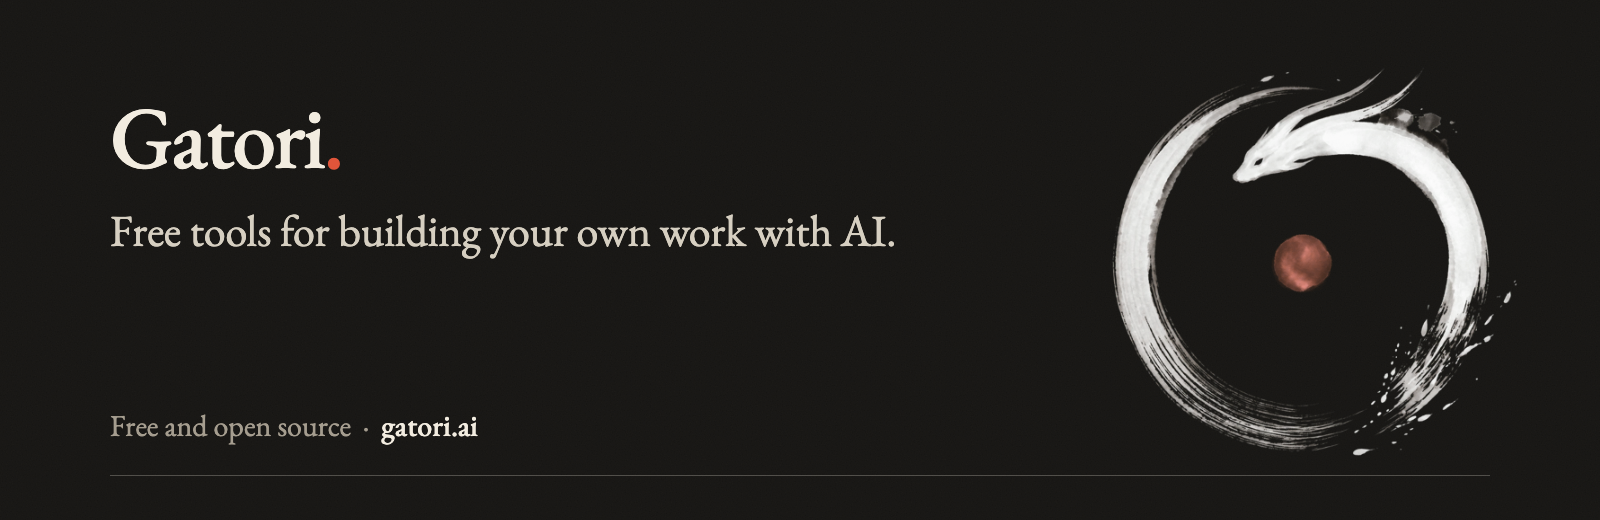 Gatori.
Free tools for building your own work with AI.
Free and open source · gatori.ai